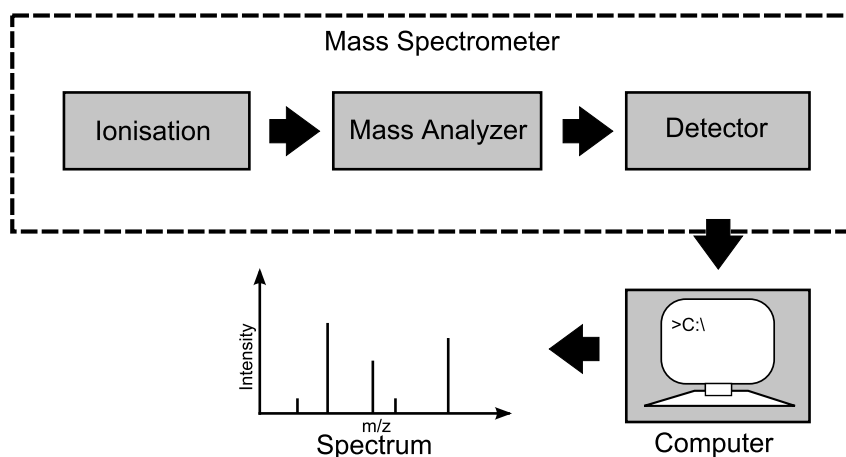 Mass Spectrometer
Ionisation
Mass Analyzer
Detector
>C:\
Intensity
m/z
Spectrum
Computer